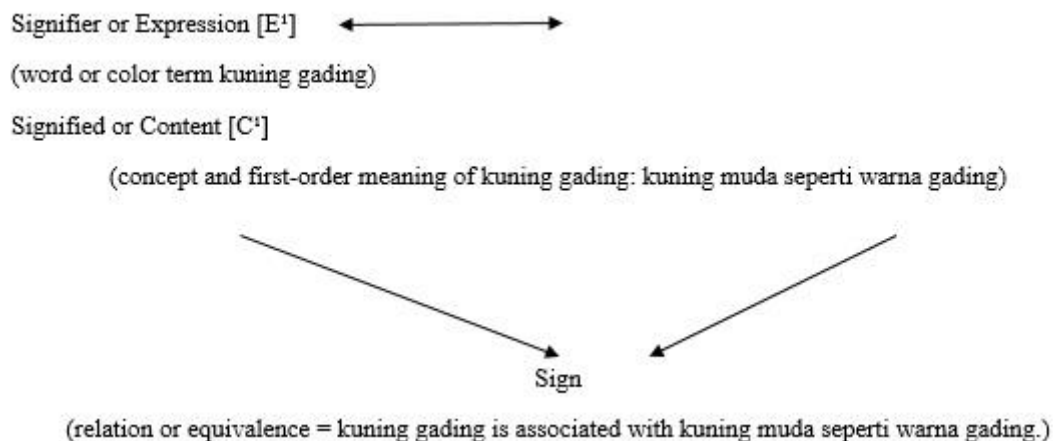 Signifier or Expression [E¹]
(word or color term kuning gading)
Signified or Content [C¹]
(concept and first-order meaning of kuning gading: kuning muda seperti warna gading)
Sign
(relation or equivalence = kuning gading is associated with kuning muda seperti warna gading.)